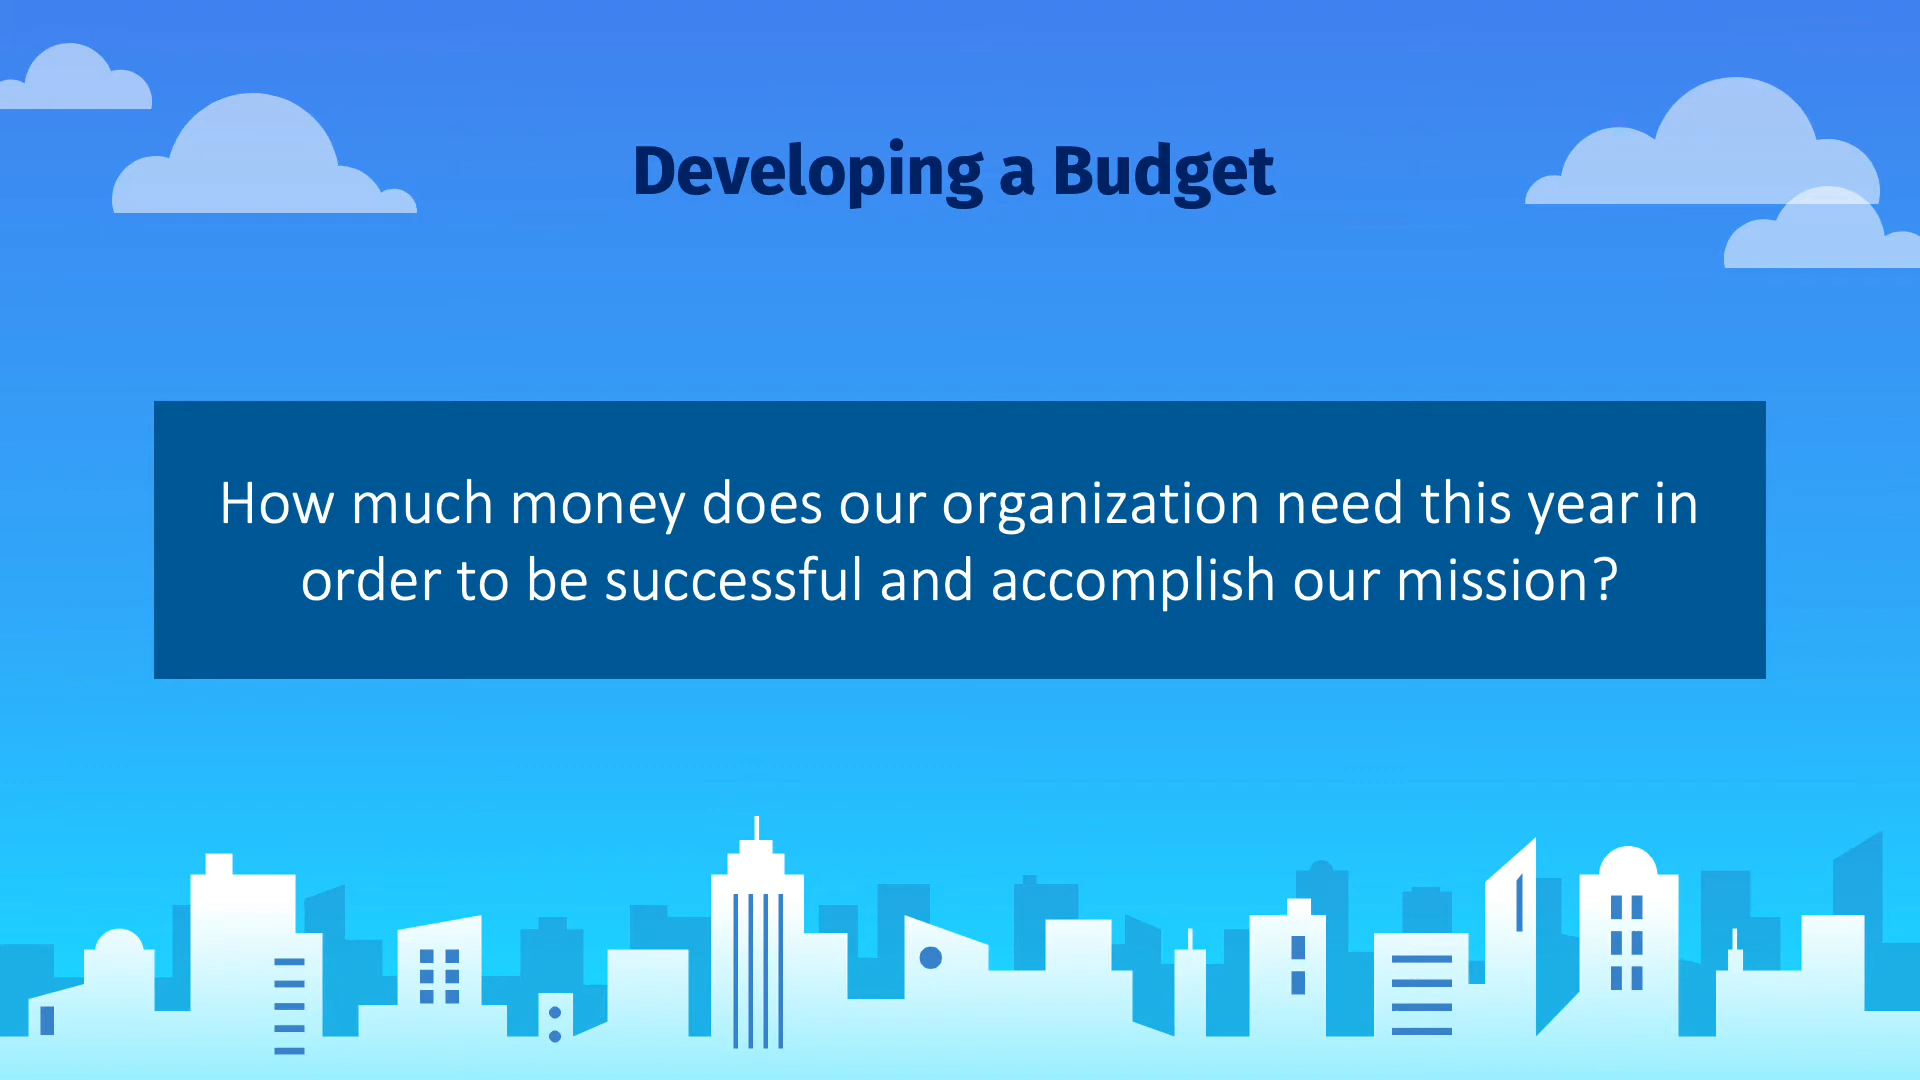 Developing a Budget
How much money does our organization need this year in
order to be successful and accomplish our mission?